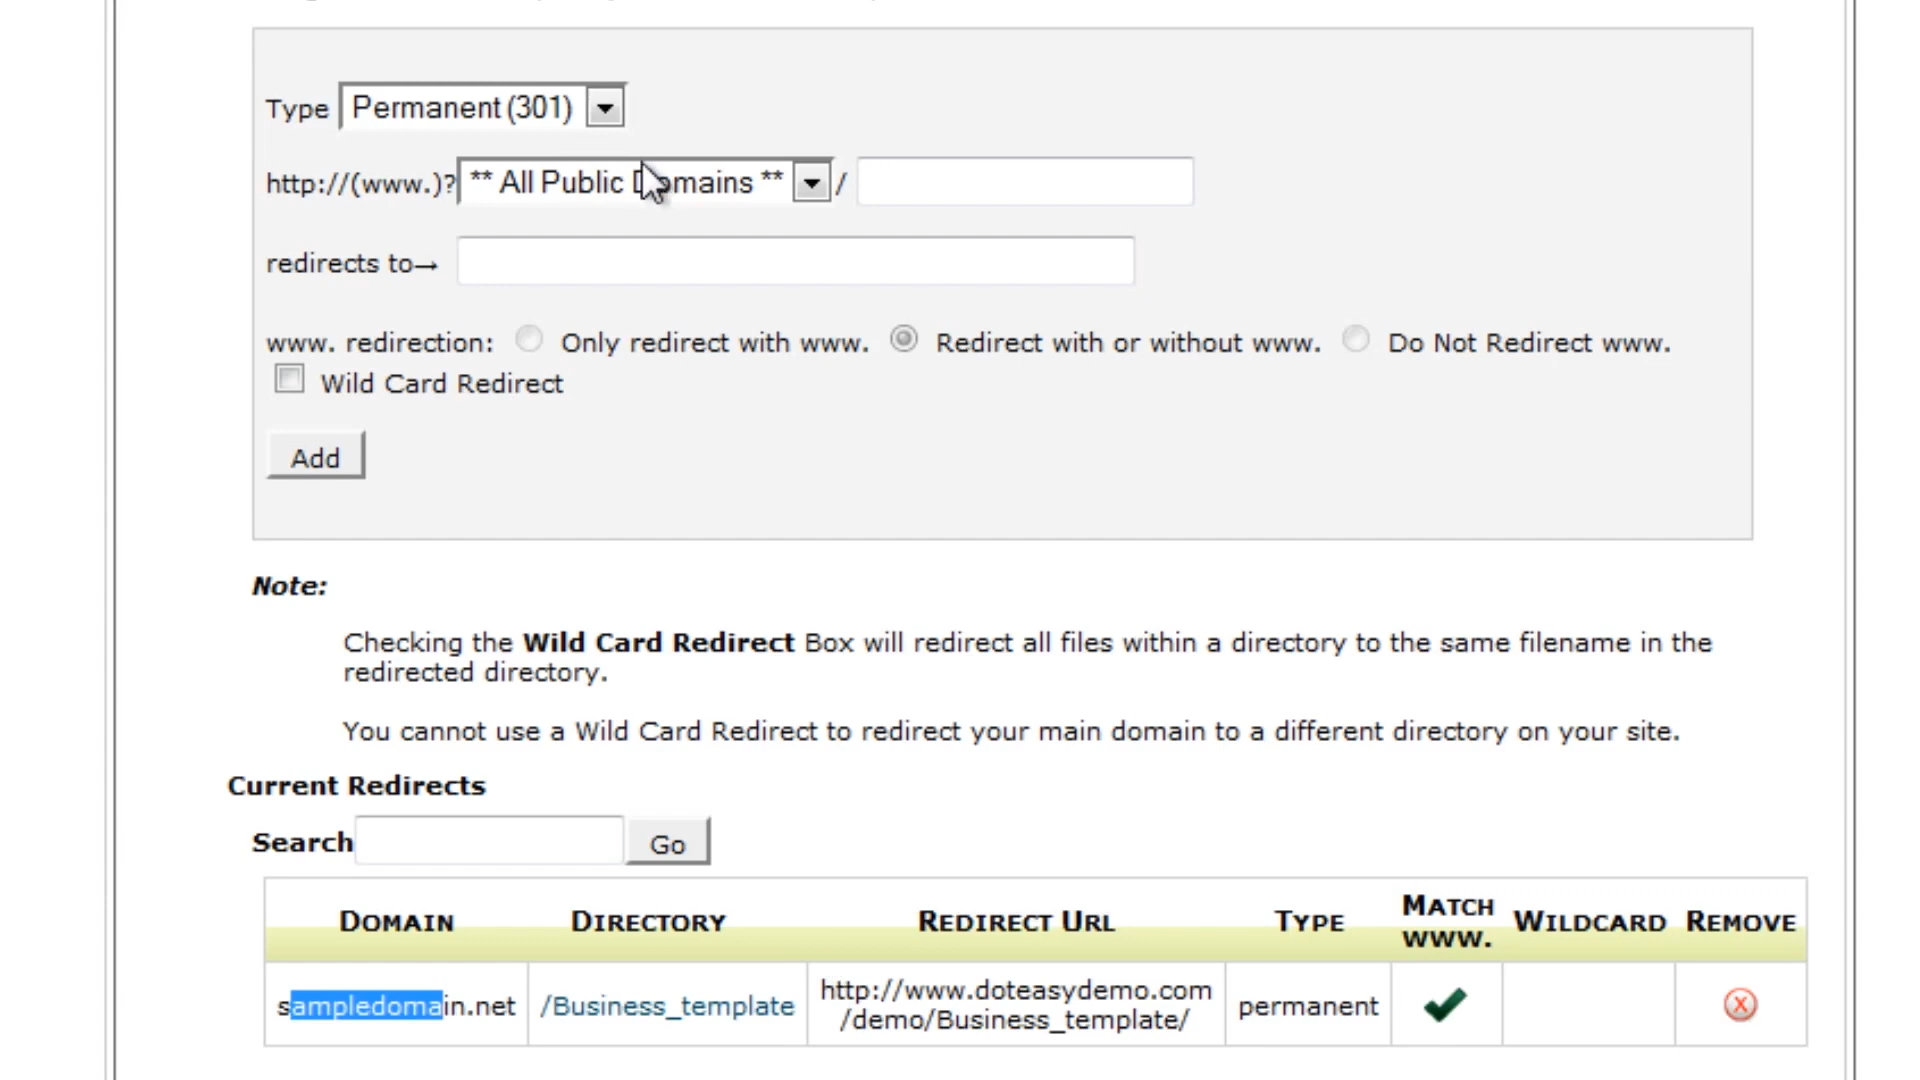 Type Permanent (301)
http://(www.)? ** All Public Domains ** /
redirects to→
www. redirection: Only redirect with www. Redirect with or without www. Do Not Redirect www.
Wild Card Redirect
Add
Note:
Checking the Wild Card Redirect Box will redirect all files within a directory to the same filename in the
redirected directory.
You cannot use a Wild Card Redirect to redirect your main domain to a different directory on your site.
Current Redirects
Search Go
DOMAIN DIRECTORY REDIRECT URL TYPE MATCH WWW. WILDCARD REMOVE
sampledomain.net /Business_template http://www.doteasydemo.com permanent
/demo/Business_template/